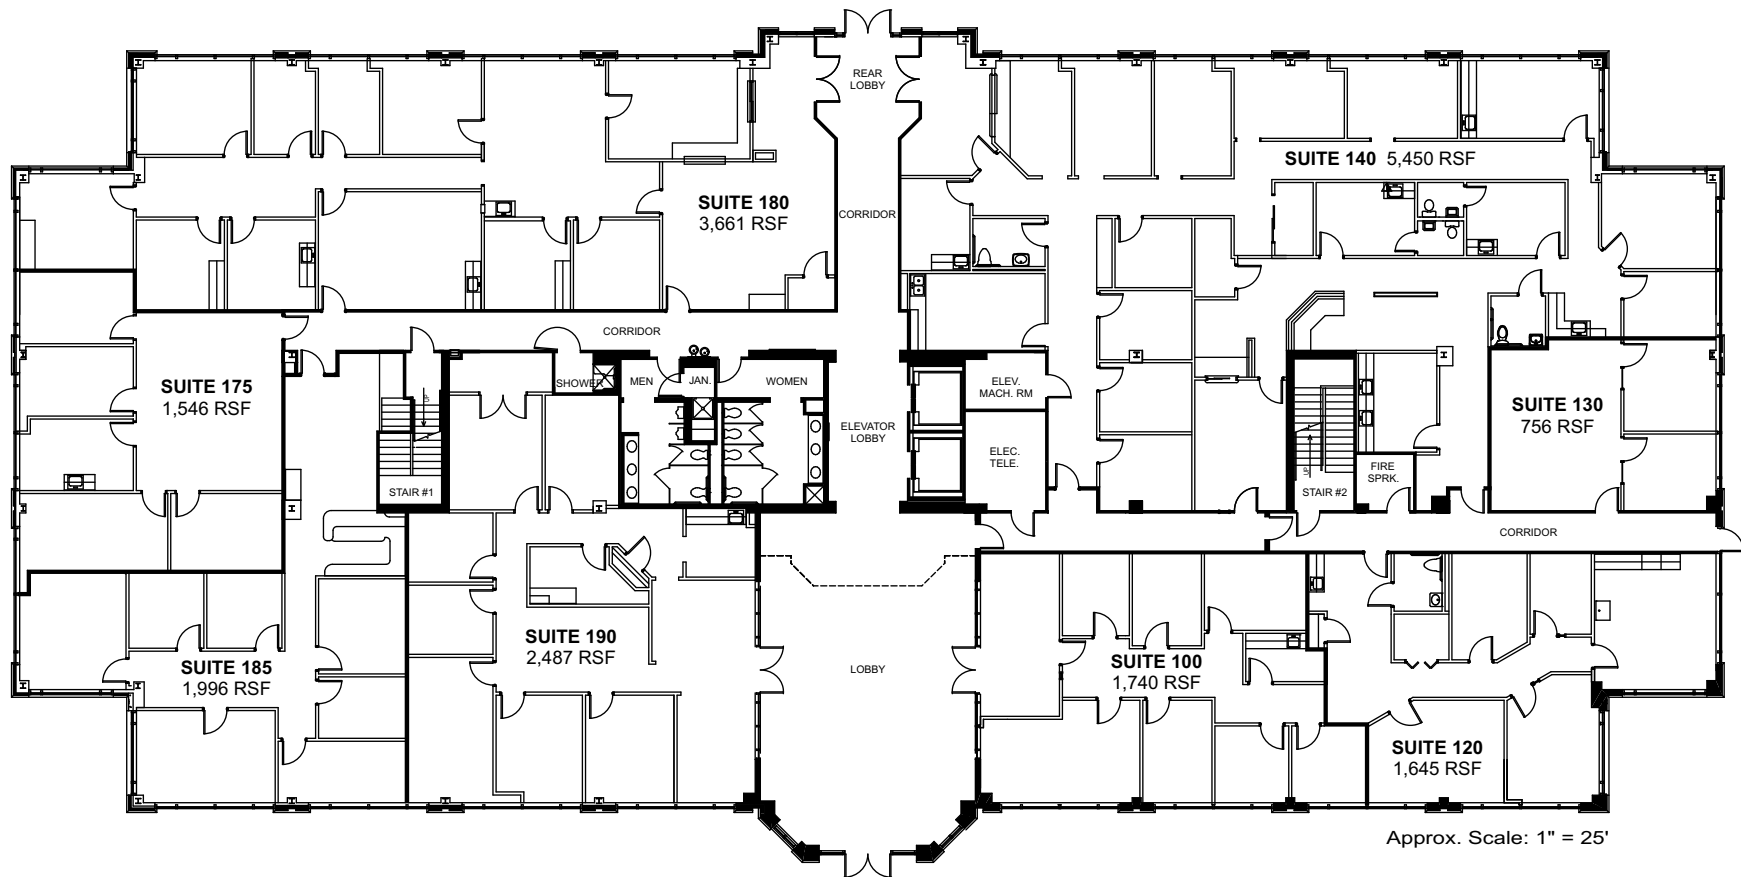 REAR
LOBBY
SUITE 140 5,450 RSF
SUITE 180
3,661 RSF
CORRIDOR
CORRIDOR
SUITE 175
1,546 RSF
SHOWER
MEN
JAN.
WOMEN
ELEV.
MACH. RM
UP
SUITE 130
756 RSF
ELEVATOR
LOBBY
ELEC.
TELE.
UP
FIRE
SPRK.
STAIR #1
STAIR #2
CORRIDOR
SUITE 190
2,487 RSF
SUITE 185
1,996 RSF
LOBBY
SUITE 100
1,740 RSF
SUITE 120
1,645 RSF
Approx. Scale: 1" = 25'